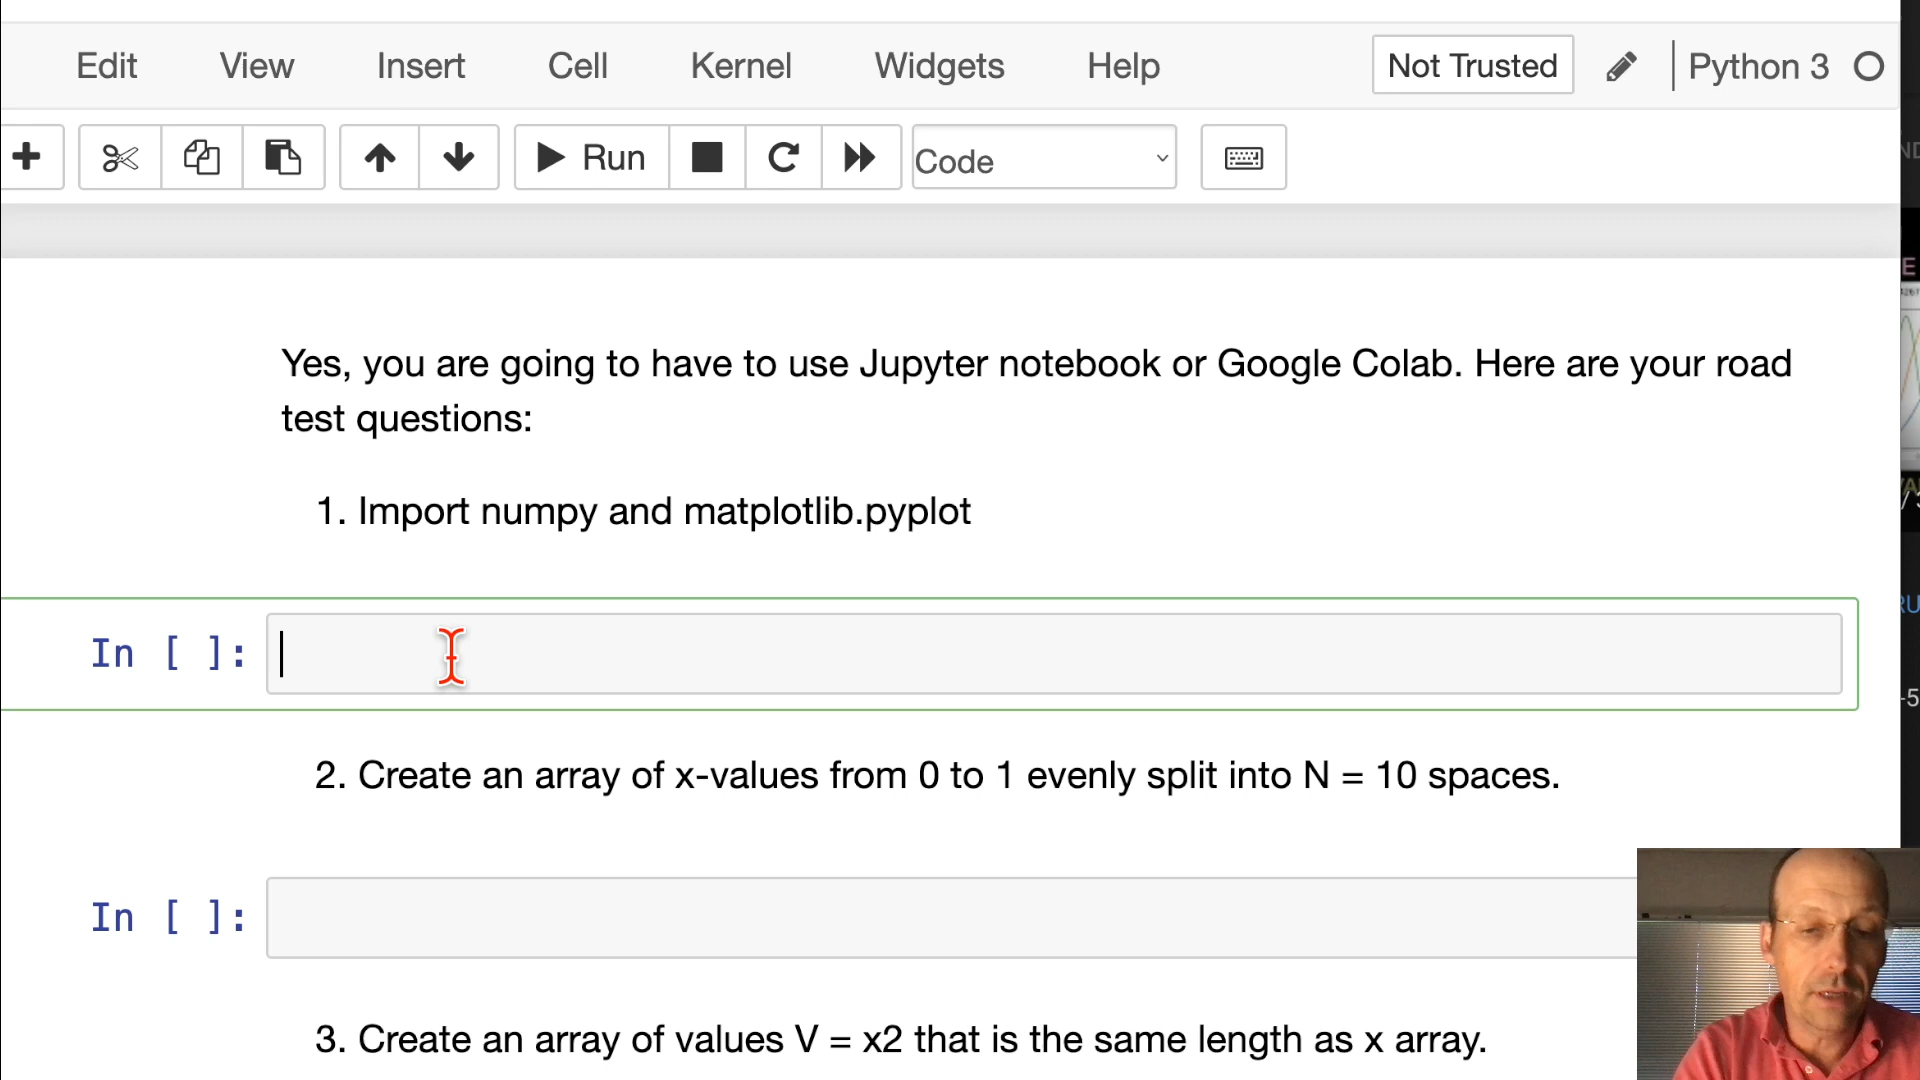 Edit View Insert Cell Kernel Widgets Help Not Trusted Python 3
Run Code
Yes, you are going to have to use Jupyter notebook or Google Colab. Here are your road
test questions:
1. Import numpy and matplotlib.pyplot
In [ ]:
2. Create an array of x-values from 0 to 1 evenly split into N = 10 spaces.
In [ ]:
3. Create an array of values V = x2 that is the same length as x array.